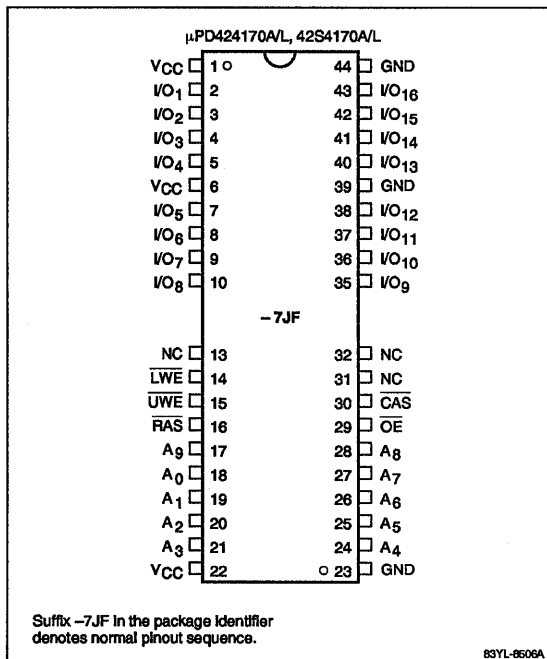 µPD424170A/L, 42S4170A/L
VCC 1 44 GND
I/O1 2 43 I/O16
I/O2 3 42 I/O15
I/O3 4 41 I/O14
I/O4 5 40 I/O13
VCC 6 39 GND
I/O5 7 38 I/O12
I/O6 8 37 I/O11
I/O7 9 36 I/O10
I/O8 10 35 I/O9
–7JF
NC 13 32 NC
LWE 14 31 NC
UWE 15 30 CAS
RAS 16 29 OE
A9 17 28 A8
A0 18 27 A7
A1 19 26 A6
A2 20 25 A5
A3 21 24 A4
VCC 22 23 GND
Suffix –7JF in the package identifier
denotes normal pinout sequence.
83YL-8506A